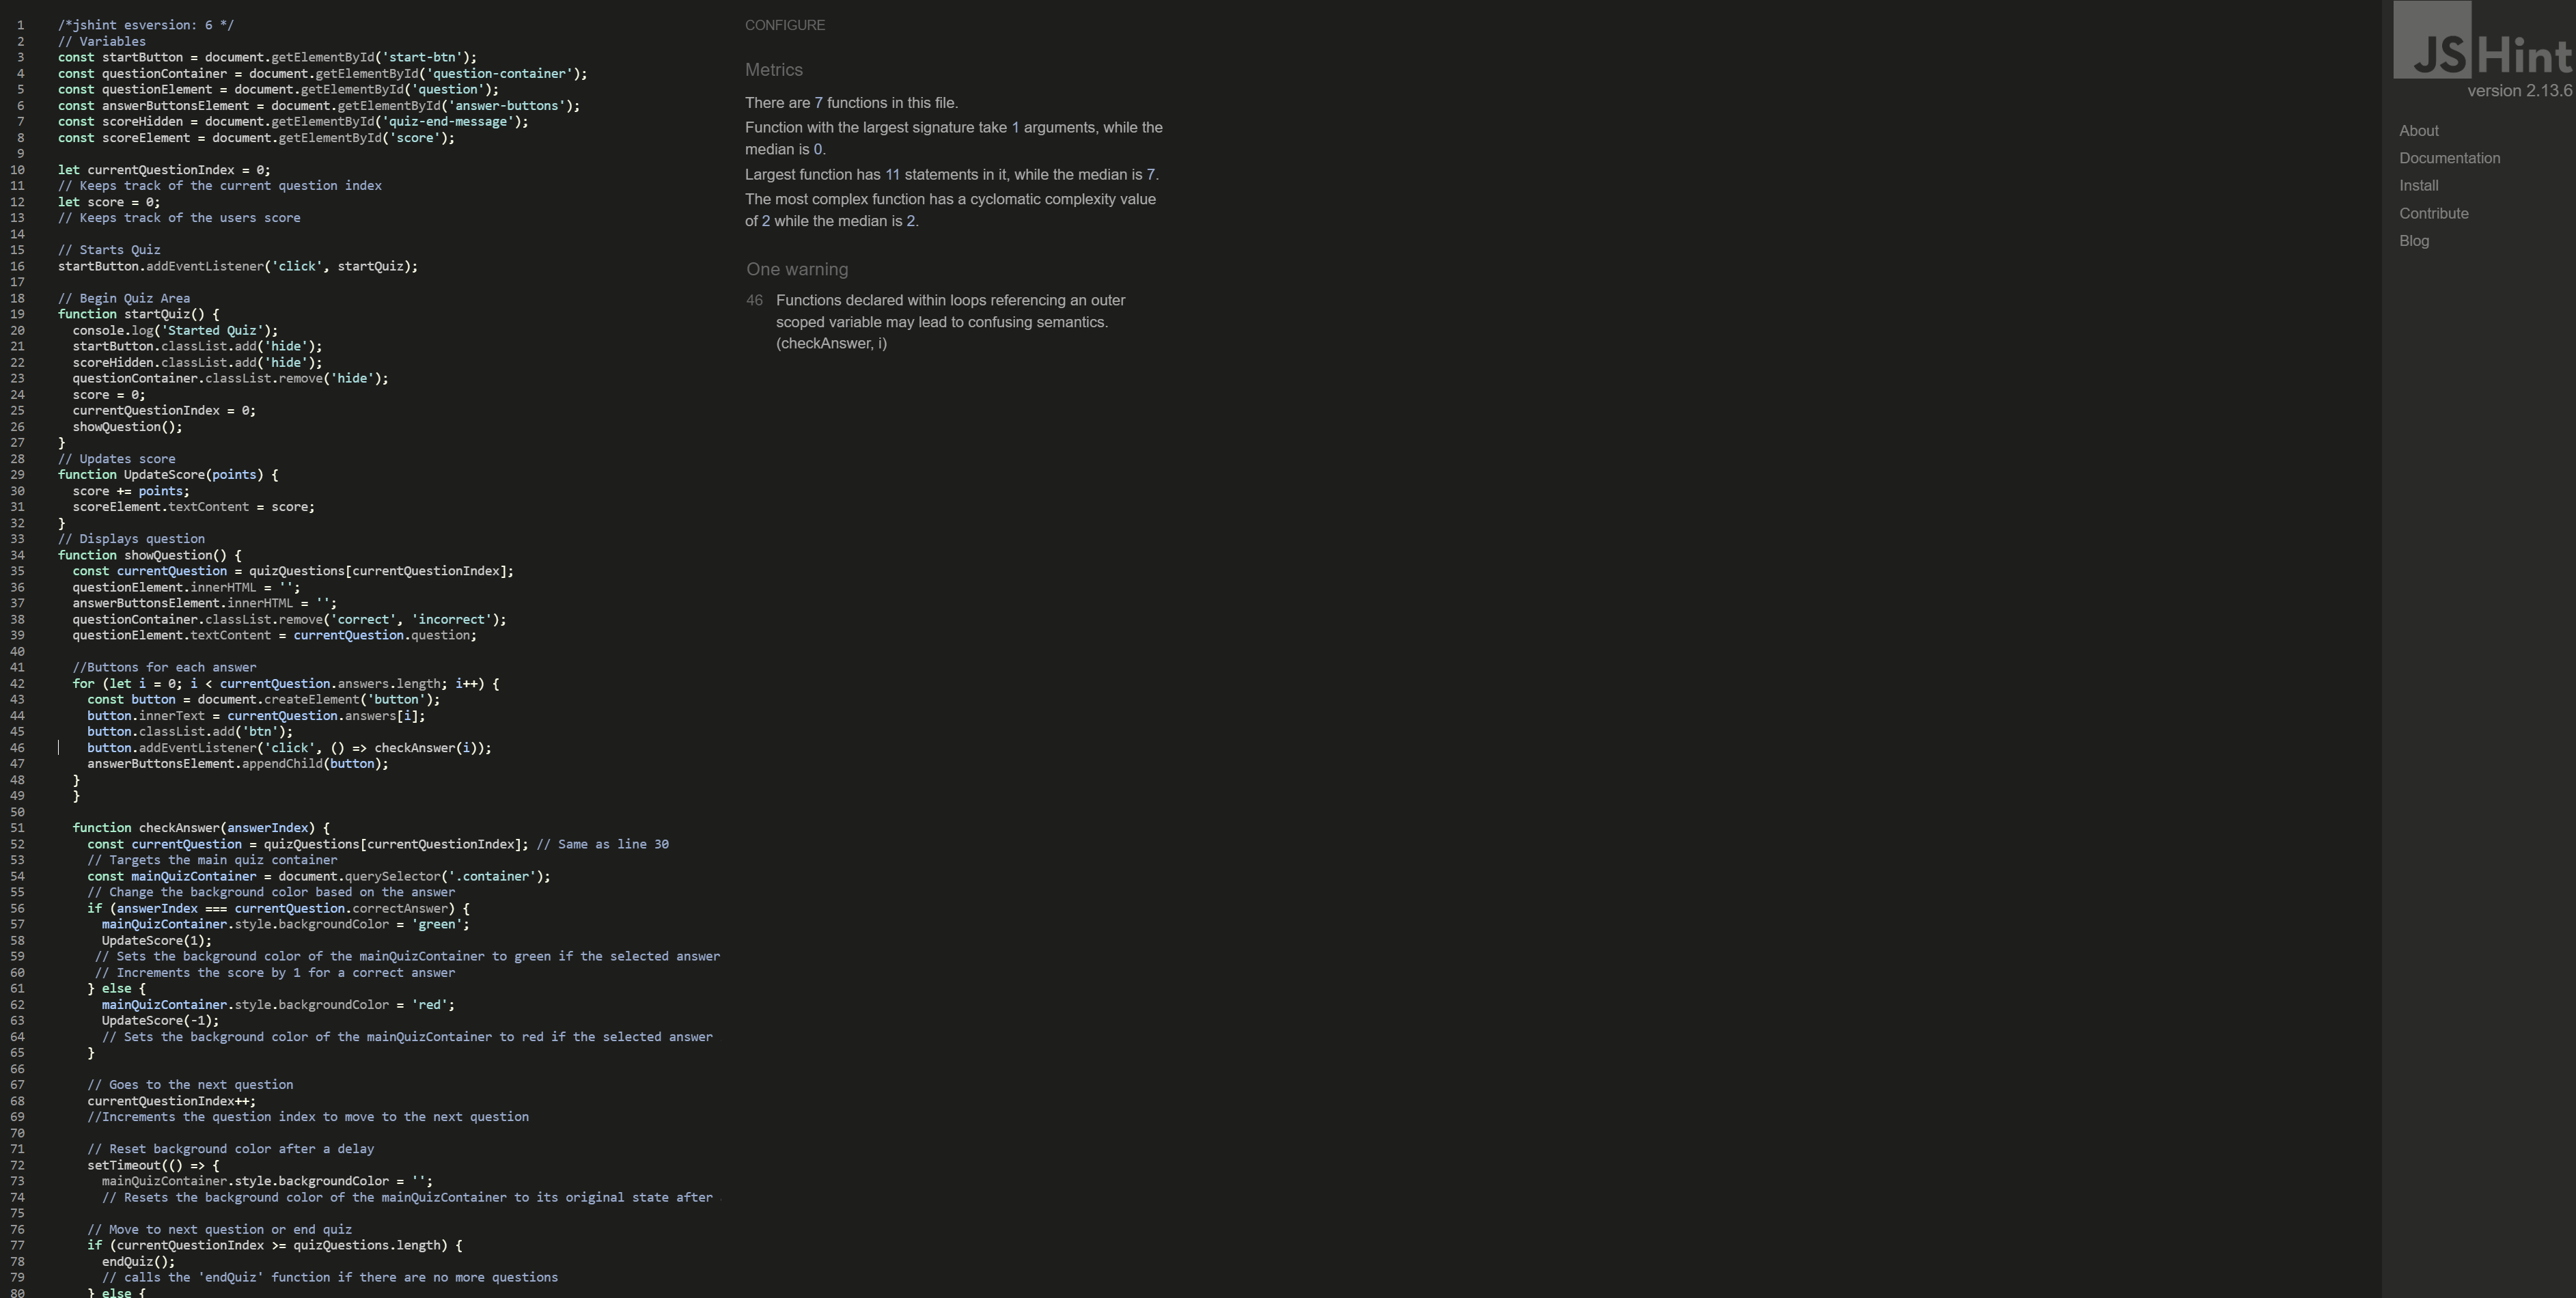 1 /*jshint esversion: 6 */
2 // Variables
3 const startButton = document.getElementById('start-btn');
4 const questionContainer = document.getElementById('question-container');
5 const questionElement = document.getElementById('question');
6 const answerButtonsElement = document.getElementById('answer-buttons');
7 const scoreHidden = document.getElementById('quiz-end-message');
8 const scoreElement = document.getElementById('score');
9
10 let currentQuestionIndex = 0;
11 // Keeps track of the current question index
12 let score = 0;
13 // Keeps track of the users score
14
15 // Starts Quiz
16 startButton.addEventListener('click', startQuiz);
17
18 // Begin Quiz Area
19 function startQuiz() {
20 console.log('Started Quiz');
21 startButton.classList.add('hide');
22 scoreHidden.classList.add('hide');
23 questionContainer.classList.remove('hide');
24 score = 0;
25 currentQuestionIndex = 0;
26 showQuestion();
27 }
28 // Updates score
29 function UpdateScore(points) {
30 score += points;
31 scoreElement.textContent = score;
32 }
33 // Displays question
34 function showQuestion() {
35 const currentQuestion = quizQuestions[currentQuestionIndex];
36 questionElement.innerHTML = '';
37 answerButtonsElement.innerHTML = '';
38 questionContainer.classList.remove('correct', 'incorrect');
39 questionElement.textContent = currentQuestion.question;
40
41 //Buttons for each answer
42 for (let i = 0; i < currentQuestion.answers.length; i++) {
43 const button = document.createElement('button');
44 button.innerText = currentQuestion.answers[i];
45 button.classList.add('btn');
46 button.addEventListener('click', () => checkAnswer(i));
47 answerButtonsElement.appendChild(button);
48 }
49 }
50
51 function checkAnswer(answerIndex) {
52 const currentQuestion = quizQuestions[currentQuestionIndex]; // Same as line 30
53 // Targets the main quiz container
54 const mainQuizContainer = document.querySelector('.container');
55 // Change the background color based on the answer
56 if (answerIndex === currentQuestion.correctAnswer) {
57 mainQuizContainer.style.backgroundColor = 'green';
58 UpdateScore(1);
59 // Sets the background color of the mainQuizContainer to green if the selected answer
60 // Increments the score by 1 for a correct answer
61 } else {
62 mainQuizContainer.style.backgroundColor = 'red';
63 UpdateScore(-1);
64 // Sets the background color of the mainQuizContainer to red if the selected answer
65 }
66
67 // Goes to the next question
68 currentQuestionIndex++;
69 //Increments the question index to move to the next question
70
71 // Reset background color after a delay
72 setTimeout(() => {
73 mainQuizContainer.style.backgroundColor = '';
74 // Resets the background color of the mainQuizContainer to its original state after
75
76 // Move to next question or end quiz
77 if (currentQuestionIndex >= quizQuestions.length) {
78 endQuiz();
79 // calls the 'endQuiz' function if there are no more questions
80 } else {
CONFIGURE
Metrics
There are 7 functions in this file.
Function with the largest signature take 1 arguments, while the
median is 0.
Largest function has 11 statements in it, while the median is 7.
The most complex function has a cyclomatic complexity value
of 2 while the median is 2.
One warning
46 Functions declared within loops referencing an outer
scoped variable may lead to confusing semantics.
(checkAnswer, i)
JSHint
version 2.13.6
About
Documentation
Install
Contribute
Blog